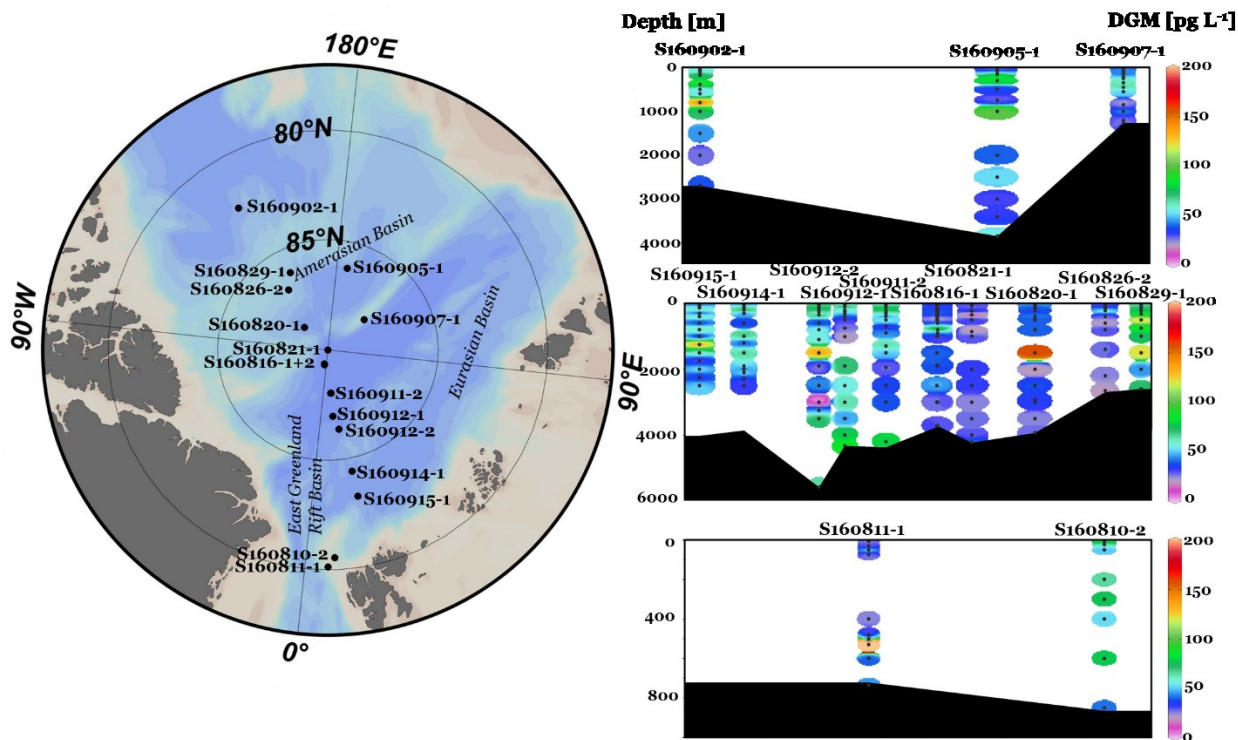 180°E
80°N
S160902-1
85°N
Amerasian Basin
S160829-1
S160905-1
S160826-2
90°W
S160820-1
S160907-1
Eurasian Basin
S160821-1
S160816-1+2
90°E
S160911-2
S160912-1
S160912-2
East Greenland
Rift Basin
S160914-1
S160915-1
S160810-2
S160811-1
0°
Depth [m]
DGM [pg L⁻¹]
S160902-1
S160905-1
S160907-1
0
1000
2000
3000
4000
200
150
100
50
0
S160915-1
S160912-2
S160911-2
S160821-1
S160826-2
S160914-1
S160912-1
S160816-1
S160820-1
S160829-1
0
2000
4000
6000
200
150
100
50
0
S160811-1
S160810-2
0
400
800
200
150
100
50
0